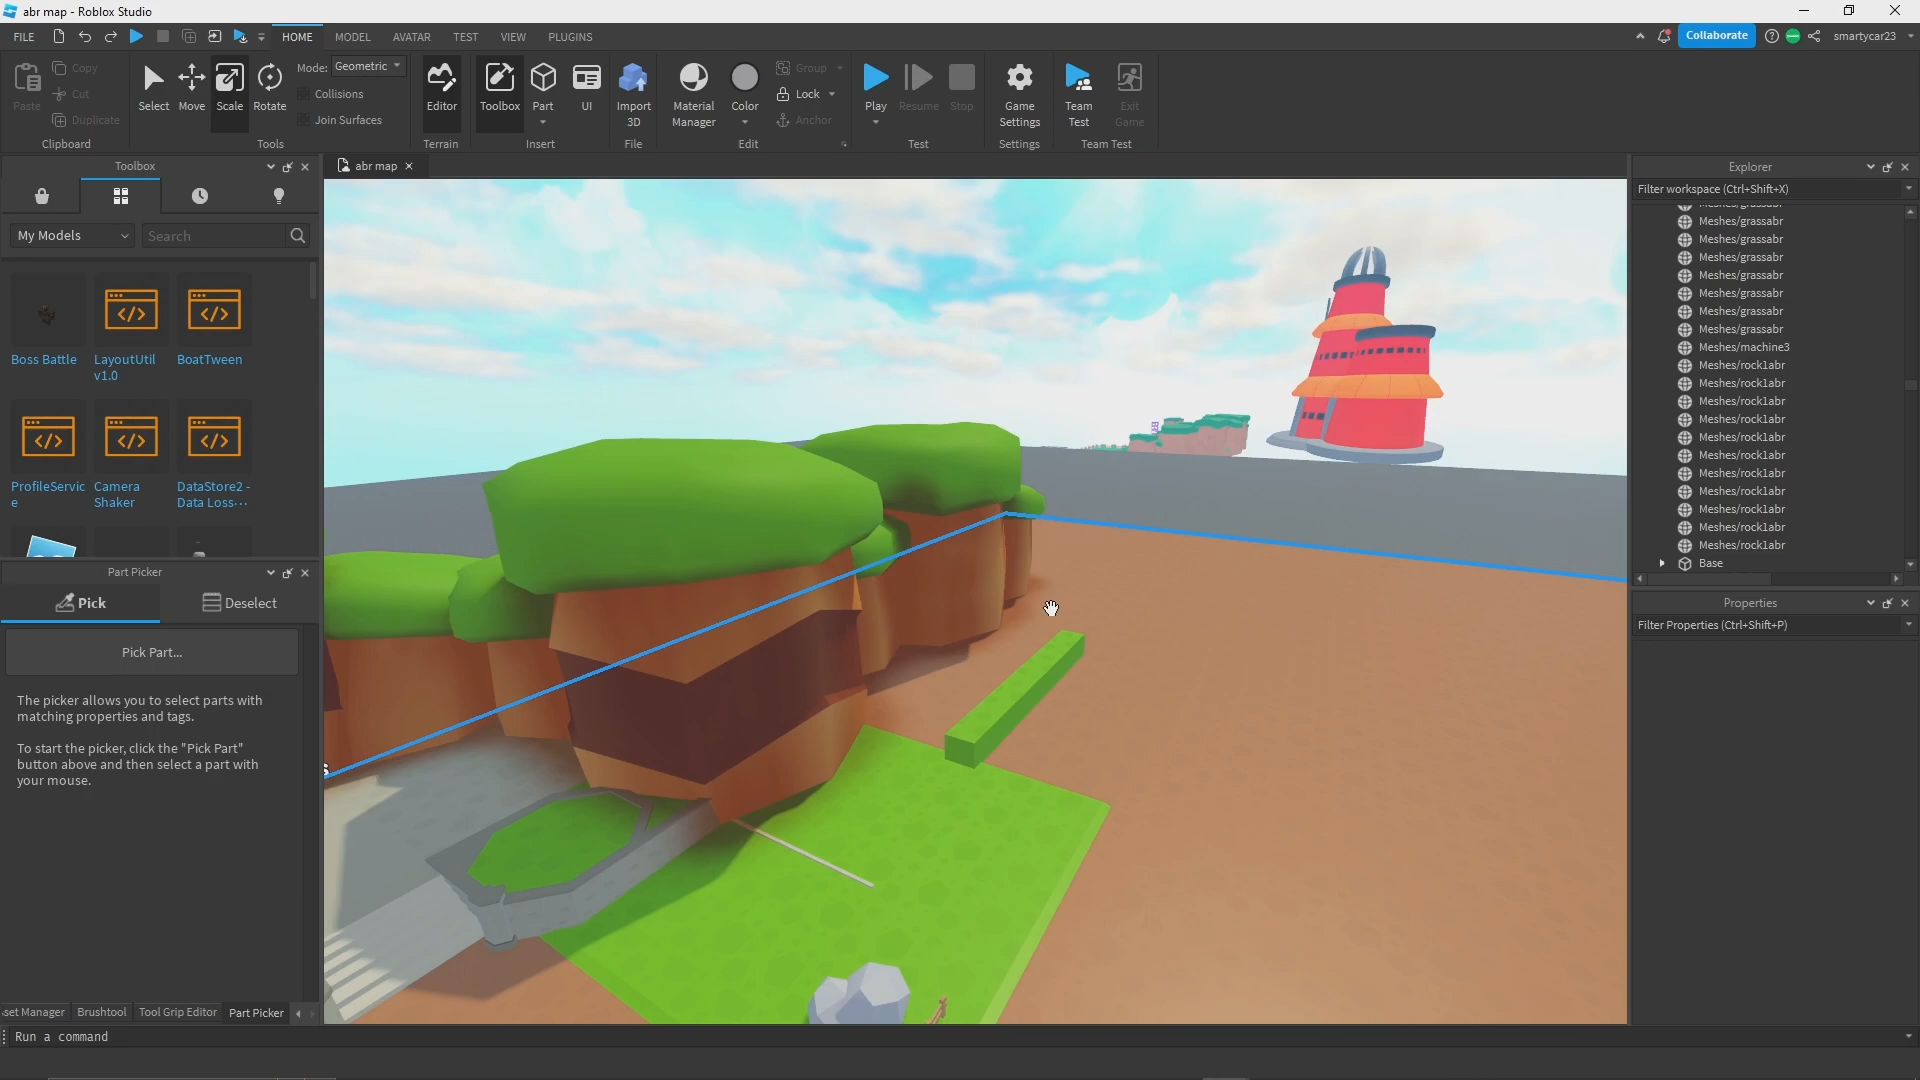 abr map - Roblox Studio
FILE
HOME
MODEL
AVATAR
TEST
VIEW
PLUGINS
Collaborate
smartycar23
Paste
Copy
Cut
Duplicate
Clipboard
Select
Move
Scale
Rotate
Mode:
Geometric
Collisions
Join Surfaces
Tools
Editor
Terrain
Toolbox
Part
UI
Insert
Import
3D
File
Material
Manager
Color
Group
Lock
Anchor
Edit
Play
Resume
Stop
Test
Game
Settings
Settings
Team
Test
Exit
Game
Team Test
Toolbox
My Models
Search
Boss Battle
LayoutUtil
v1.0
BoatTween
ProfileServic
e
Camera
Shaker
DataStore2 -
Data Loss...
Part Picker
Pick
Deselect
Pick Part...
The picker allows you to select parts with
matching properties and tags.
To start the picker, click the "Pick Part"
button above and then select a part with
your mouse.
set Manager
Brushtool
Tool Grip Editor
Part Picker
Run a command
abr map
Explorer
Filter workspace (Ctrl+Shift+X)
Meshes/grassabr
Meshes/grassabr
Meshes/grassabr
Meshes/grassabr
Meshes/grassabr
Meshes/grassabr
Meshes/grassabr
Meshes/grassabr
Meshes/machine3
Meshes/rock1abr
Meshes/rock1abr
Meshes/rock1abr
Meshes/rock1abr
Meshes/rock1abr
Meshes/rock1abr
Meshes/rock1abr
Meshes/rock1abr
Meshes/rock1abr
Meshes/rock1abr
Meshes/rock1abr
Base
Properties
Filter Properties (Ctrl+Shift+P)